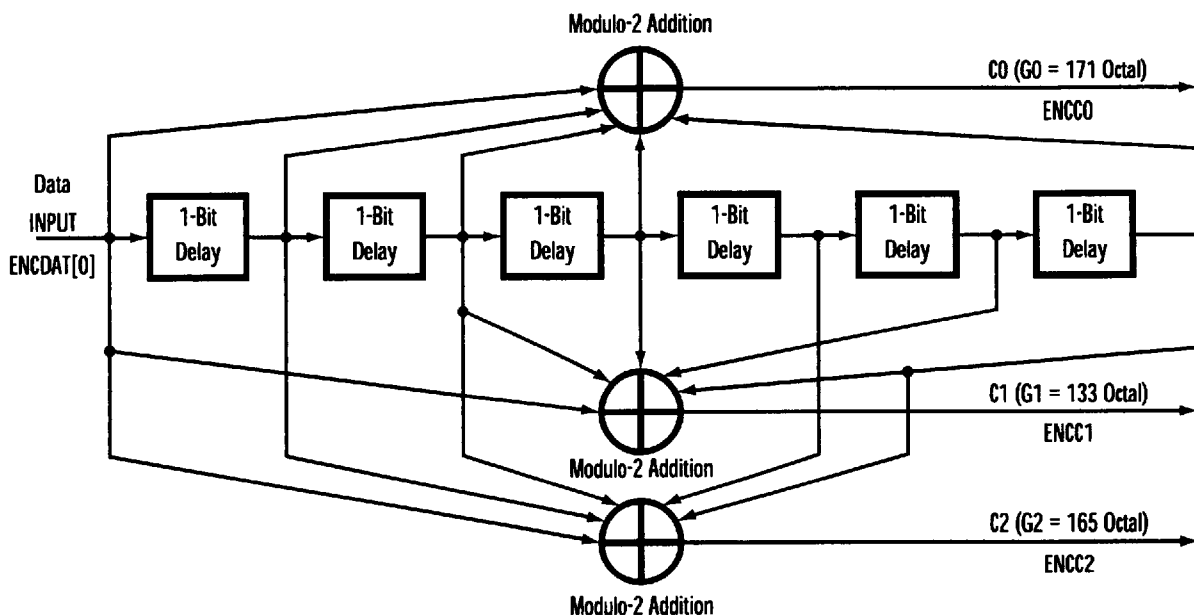 Modulo-2 Addition
C0 (G0 = 171 Octal)
ENCC0
Data
INPUT
ENCDAT[0]
1-Bit
Delay
1-Bit
Delay
1-Bit
Delay
1-Bit
Delay
1-Bit
Delay
1-Bit
Delay
C1 (G1 = 133 Octal)
ENCC1
Modulo-2 Addition
C2 (G2 = 165 Octal)
ENCC2
Modulo-2 Addition